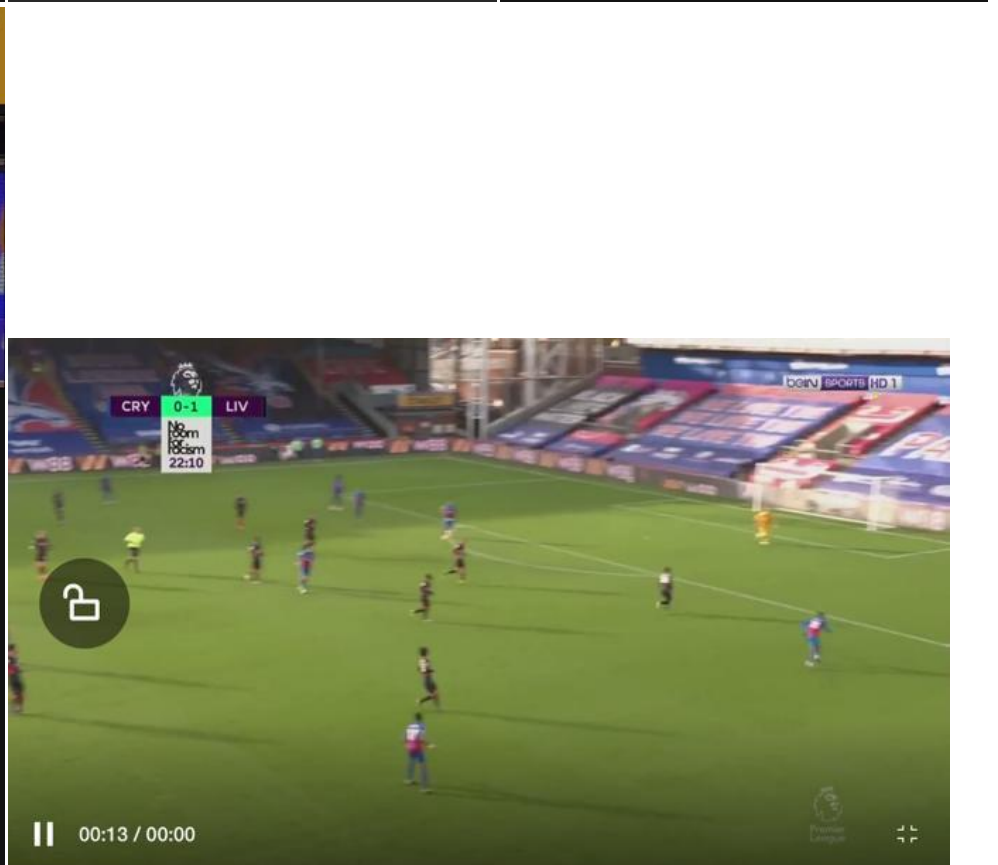 CRY 0-1 LIV
No
room
for
racism
22:10
beIN SPORTS HD 1
Premier
League
00:13 / 00:00